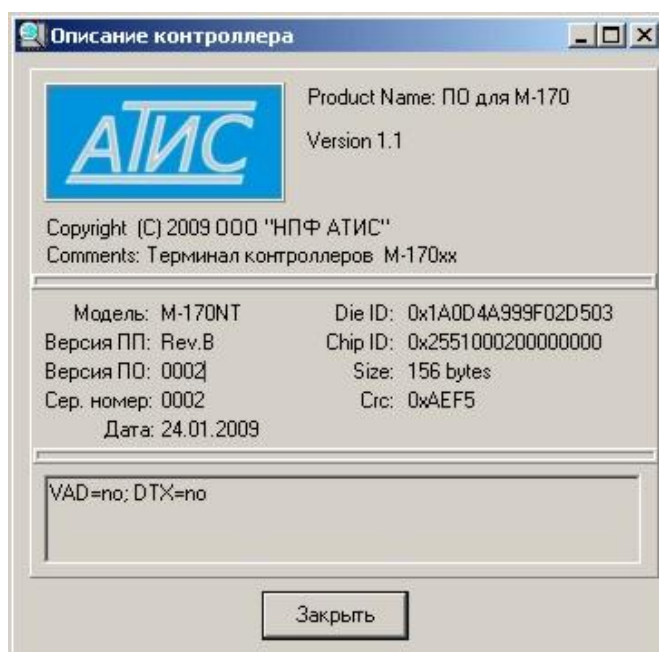 Описание контроллера
АТИС
Product Name: ПО для М-170
Version 1.1
Copyright (C) 2009 ООО "НПФ АТИС"
Comments: Терминал контроллеров М-170xx
Модель: M-170NT
Версия ПП: Rev.B
Версия ПО: 0002
Сер. номер: 0002
Дата: 24.01.2009
Die ID: 0x1A0D4A999F02D503
Chip ID: 0x2551000200000000
Size: 156 bytes
Crc: 0xAEF5
VAD=no; DTX=no
Закрыть